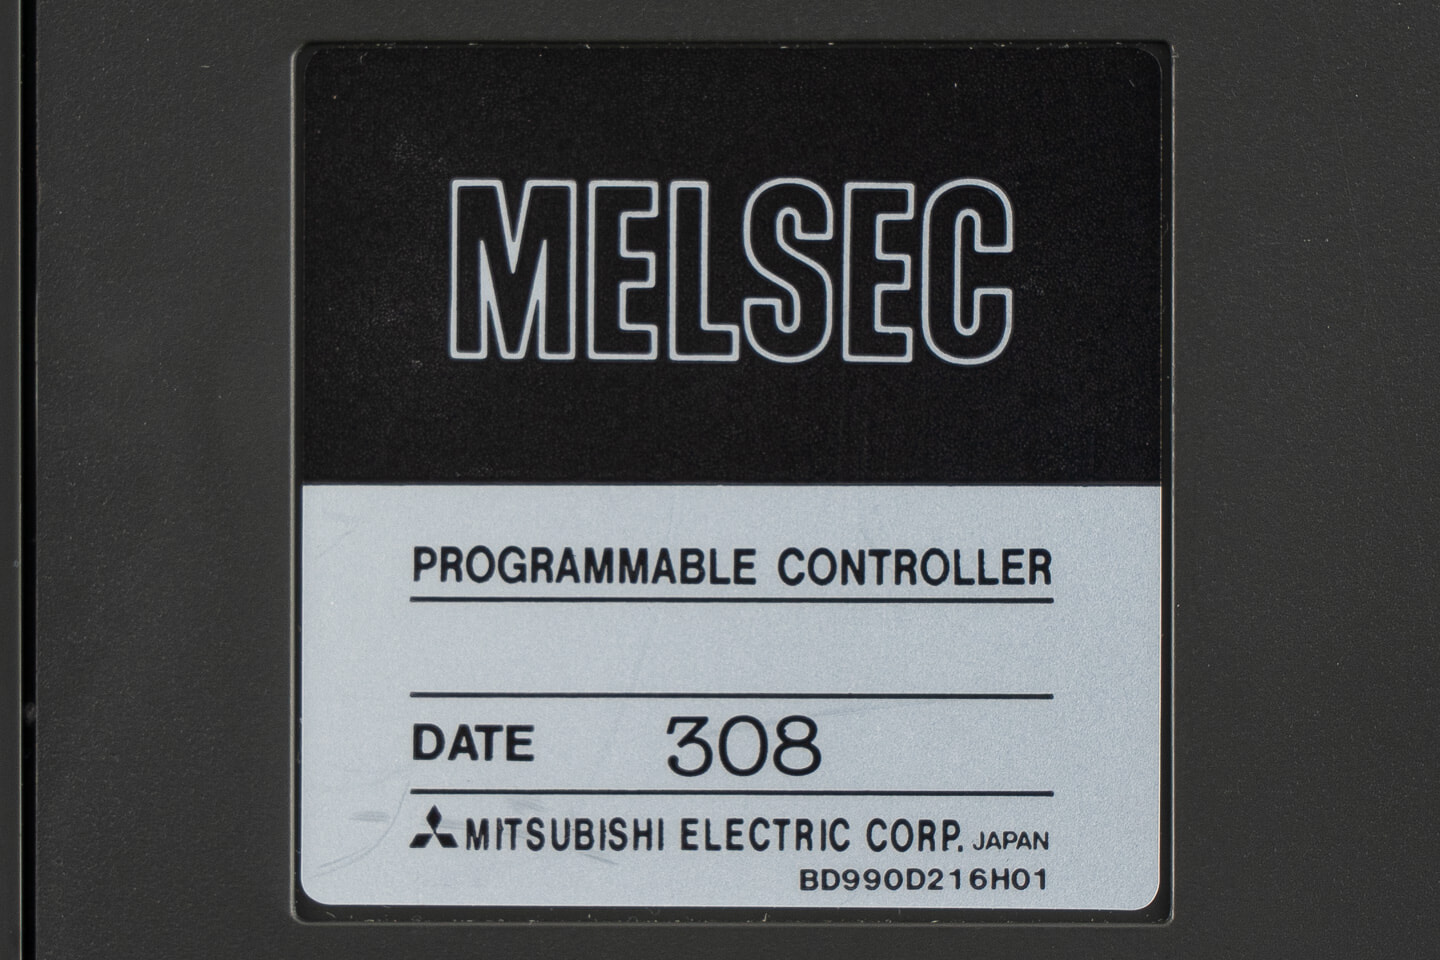 MELSEC
PROGRAMMABLE CONTROLLER
DATE 308
MITSUBISHI ELECTRIC CORP. JAPAN
BD990D216H01